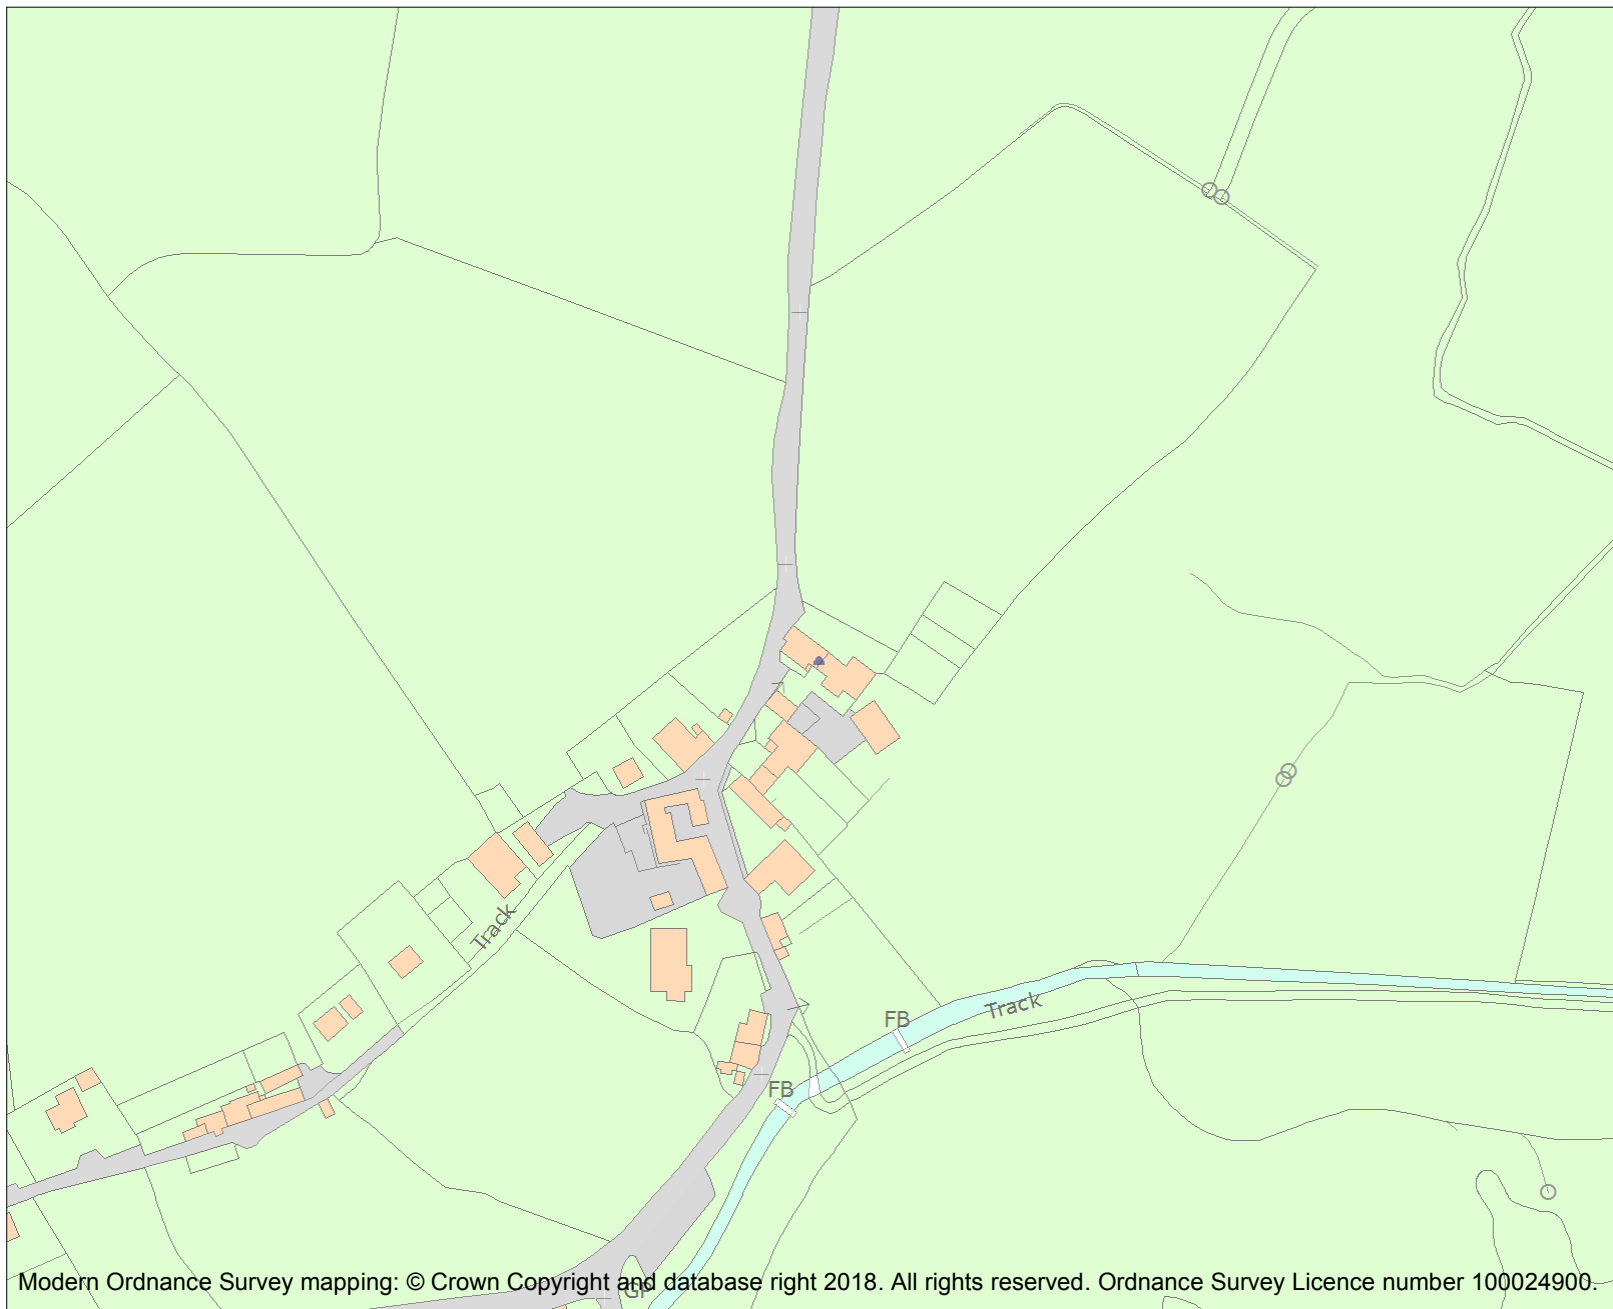 Track
FB
Track
FB
GP
Modern Ordnance Survey mapping: © Crown Copyright and database right 2018. All rights reserved. Ordnance Survey Licence number 100024900.